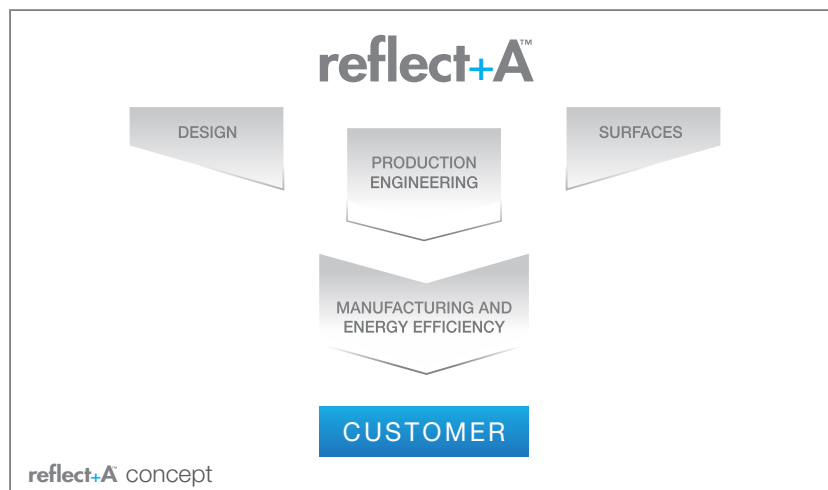 reflect+A™
DESIGN
SURFACES
PRODUCTION
ENGINEERING
MANUFACTURING AND
ENERGY EFFICIENCY
CUSTOMER
reflect+A™ concept